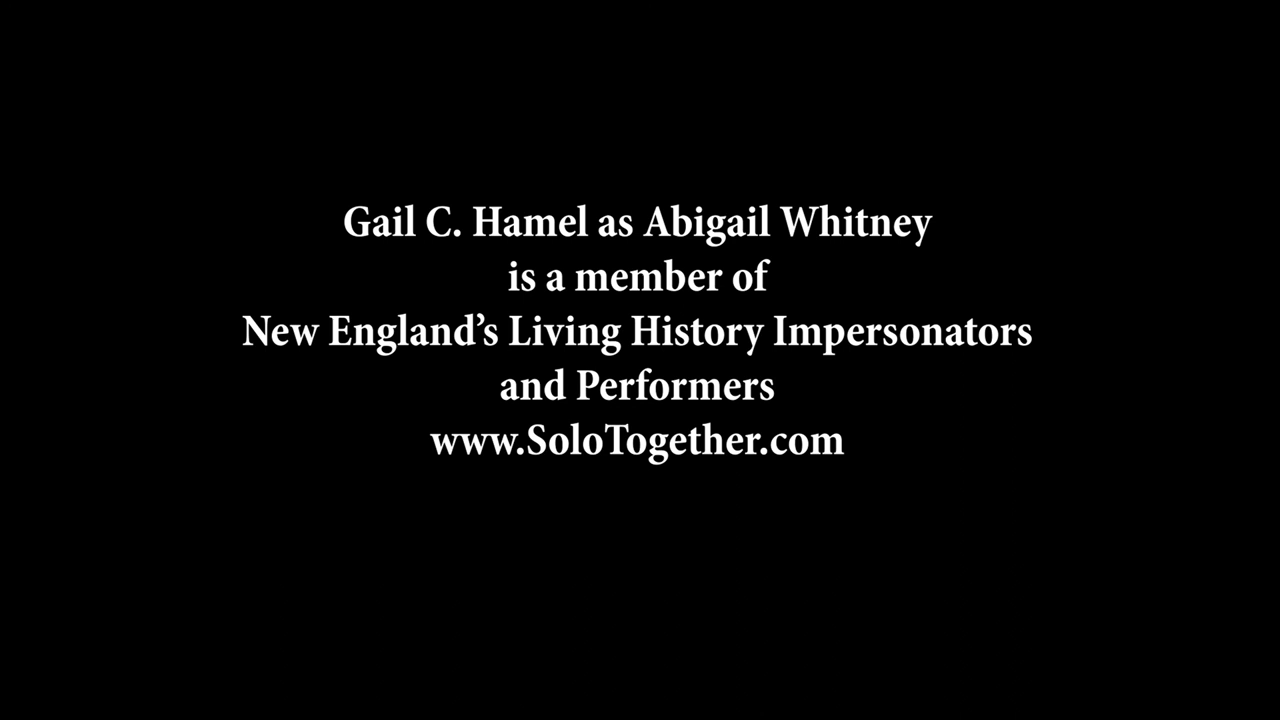 Gail C. Hamel as Abigail Whitney
is a member of
New England’s Living History Impersonators
and Performers
www.SoloTogether.com